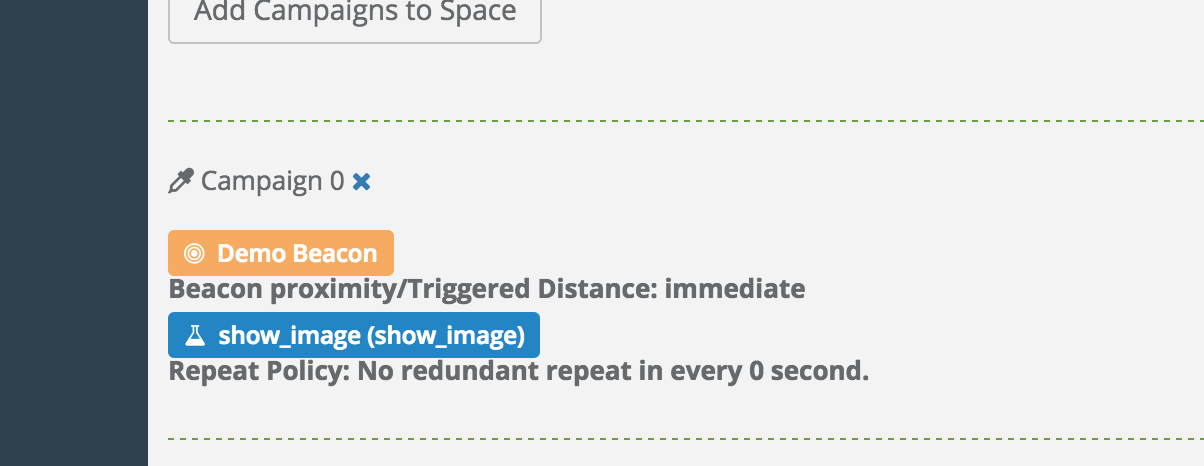 Add Campaigns to Space
Campaign 0
Demo Beacon
Beacon proximity/Triggered Distance: immediate
show_image (show_image)
Repeat Policy: No redundant repeat in every 0 second.